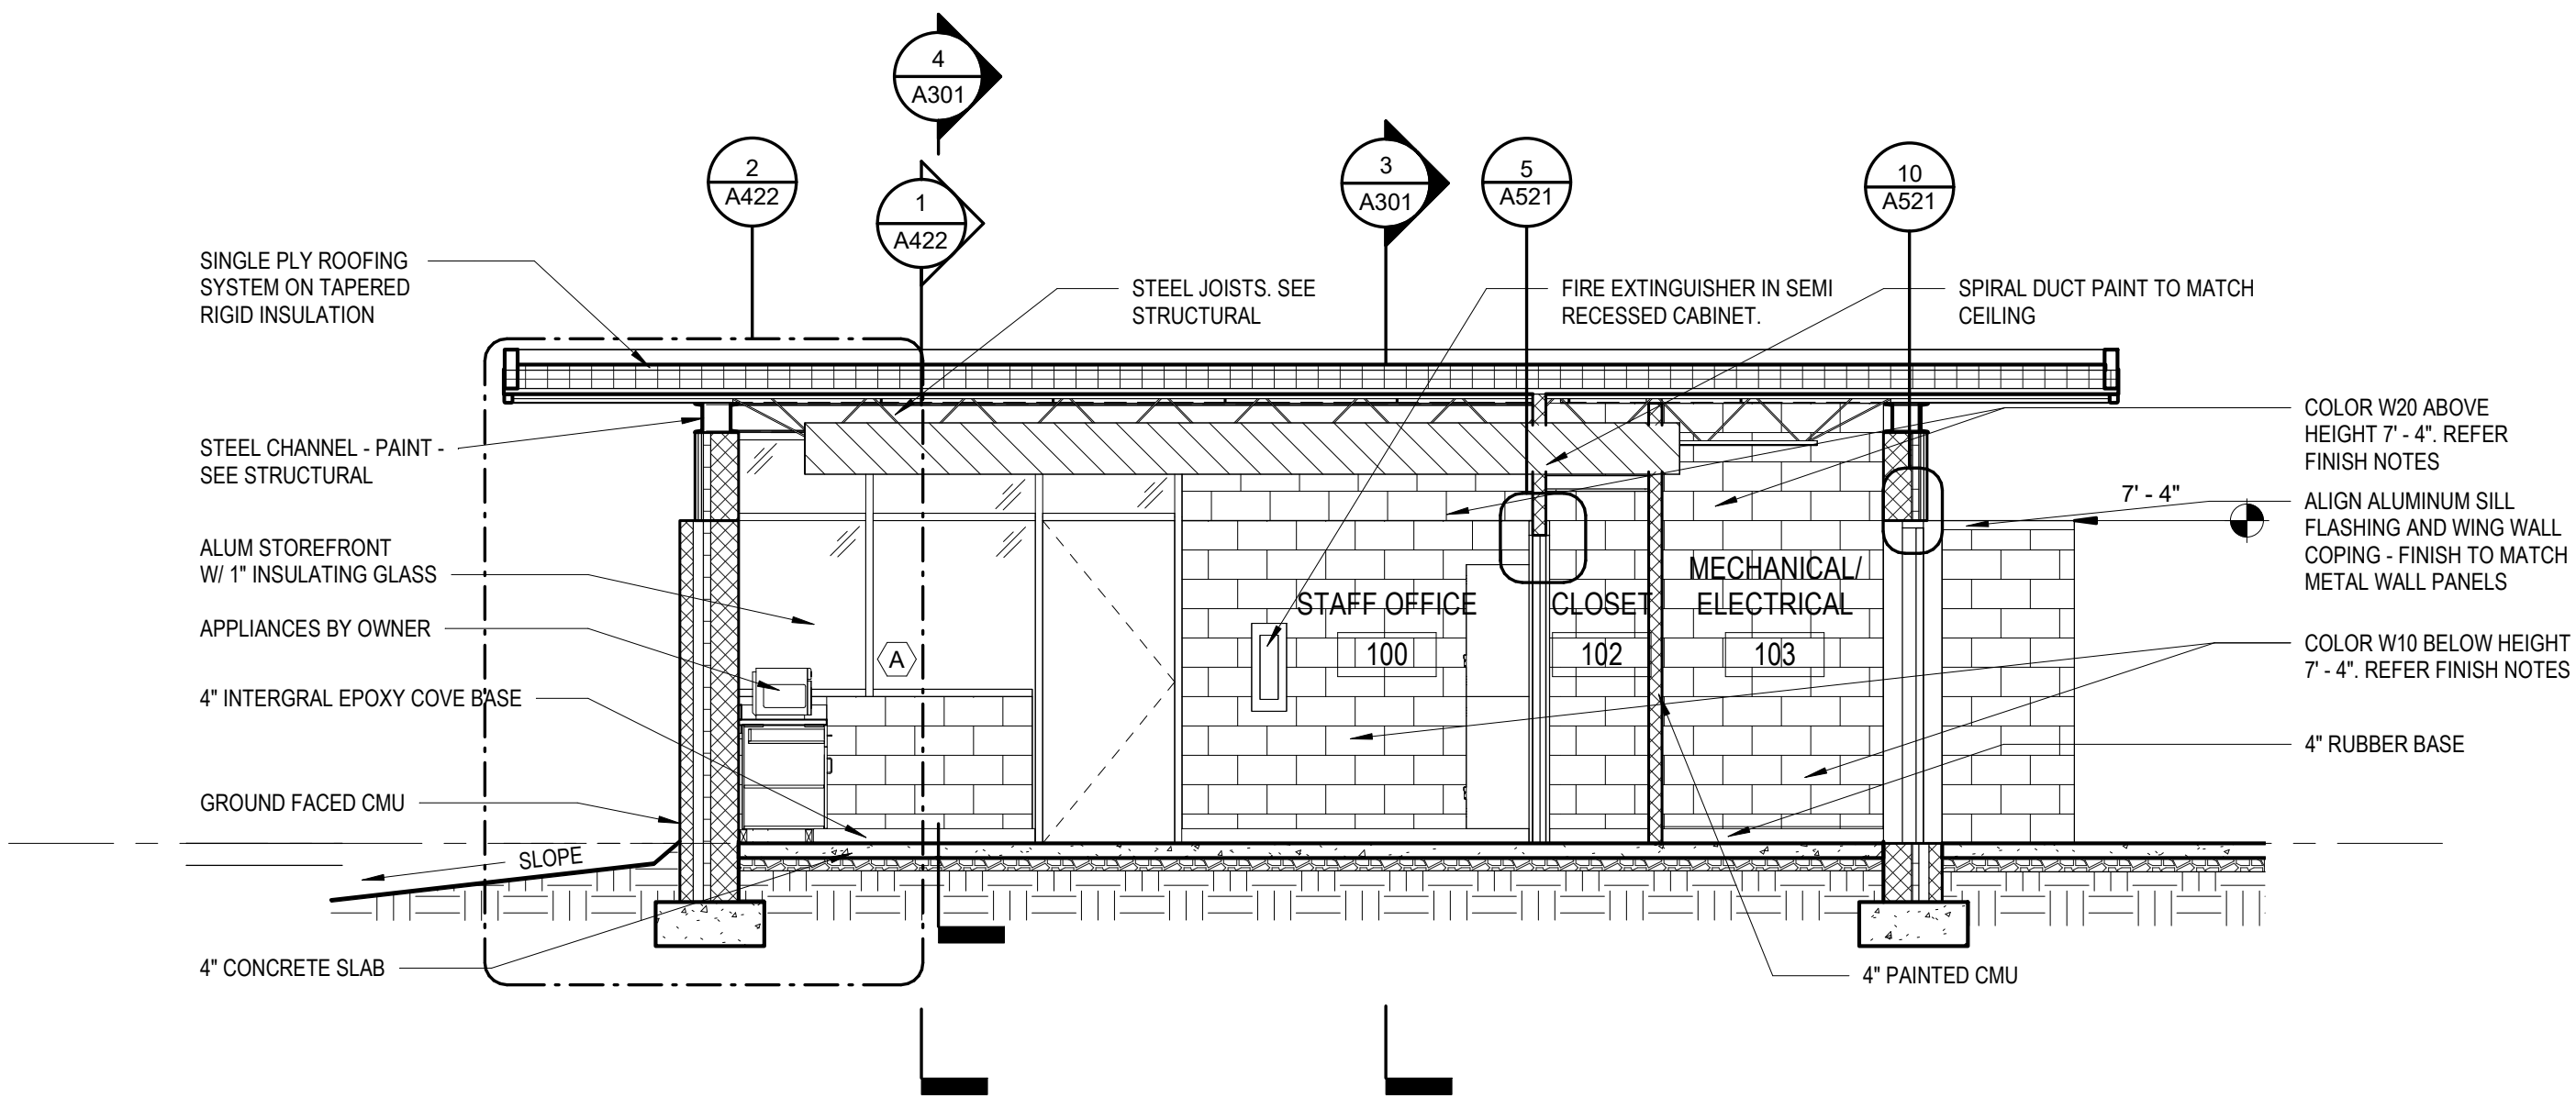 4
A301
2
A422
1
A422
3
A301
5
A521
10
A521
SINGLE PLY ROOFING
SYSTEM ON TAPERED
RIGID INSULATION
STEEL JOISTS. SEE
STRUCTURAL
FIRE EXTINGUISHER IN SEMI
RECESSED CABINET.
SPIRAL DUCT PAINT TO MATCH
CEILING
STEEL CHANNEL - PAINT -
SEE STRUCTURAL
COLOR W20 ABOVE
HEIGHT 7' - 4". REFER
FINISH NOTES
7' - 4"
ALIGN ALUMINUM SILL
FLASHING AND WING WALL
COPING - FINISH TO MATCH
METAL WALL PANELS
ALUM STOREFRONT
W/ 1" INSULATING GLASS
APPLIANCES BY OWNER
4" INTERGRAL EPOXY COVE BASE
GROUND FACED CMU
SLOPE
4" CONCRETE SLAB
A
STAFF OFFICE
100
CLOSET
102
MECHANICAL/
ELECTRICAL
103
COLOR W10 BELOW HEIGHT
7' - 4". REFER FINISH NOTES
4" RUBBER BASE
4" PAINTED CMU